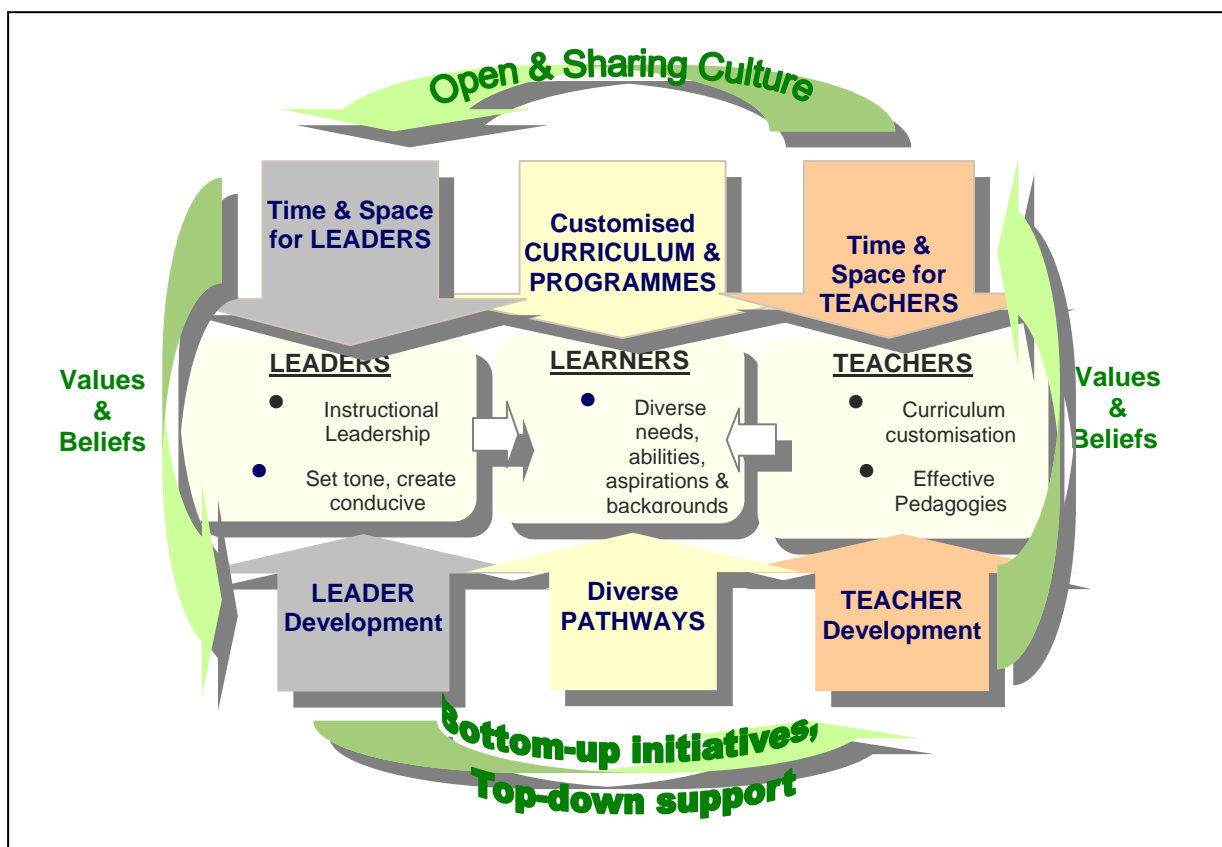 Open & Sharing Culture
Time & Space
for LEADERS
Customised
CURRICULUM &
PROGRAMMES
Time &
Space for
TEACHERS
Values
&
Beliefs
LEADERS
● Instructional
Leadership
● Set tone, create
conducive
LEARNERS
● Diverse
needs,
abilities,
aspirations &
backgrounds
TEACHERS
● Curriculum
customisation
● Effective
Pedagogies
Values
&
Beliefs
LEADER
Development
Diverse
PATHWAYS
TEACHER
Development
Bottom-up initiatives,
Top-down support